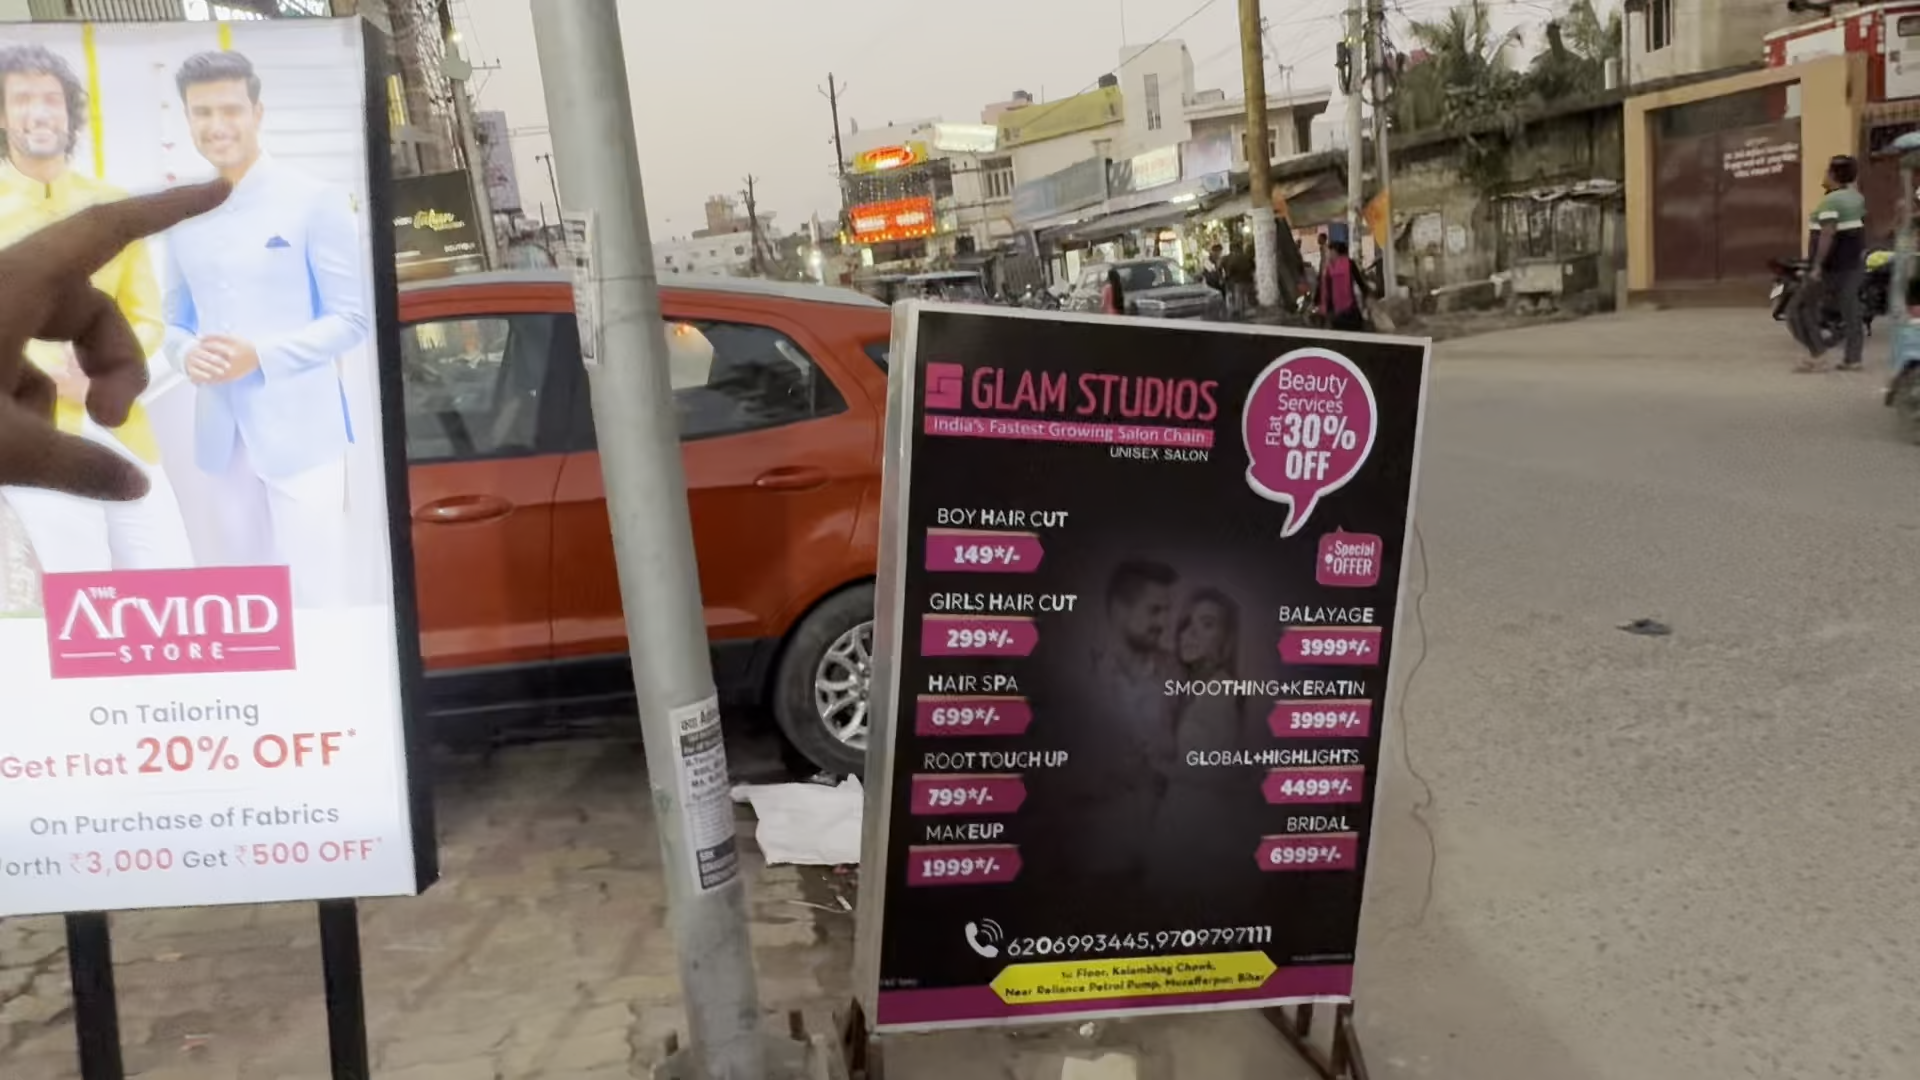 THE
ARVIND
STORE
On Tailoring
Get Flat 20% OFF*
On Purchase of Fabrics
₹3,000 Get ₹500 OFF*
GLAM STUDIOS
India's Fastest Growing Salon Chain
UNISEX SALON
Beauty
Services
Flat
30%
OFF
BOY HAIR CUT
149*/-
GIRLS HAIR CUT
299*/-
HAIR SPA
699*/-
ROOT TOUCH UP
799*/-
MAKEUP
1999*/-
Special
OFFER
BALAYAGE
3999*/-
SMOOTHING+KERATIN
3999*/-
GLOBAL+HIGHLIGHTS
4499*/-
BRIDAL
6999*/-
6206993445,9709797111
1st Floor, Kalambhag Chowk,
Near Reliance Petrol Pump, Muzaffarpur, Bihar